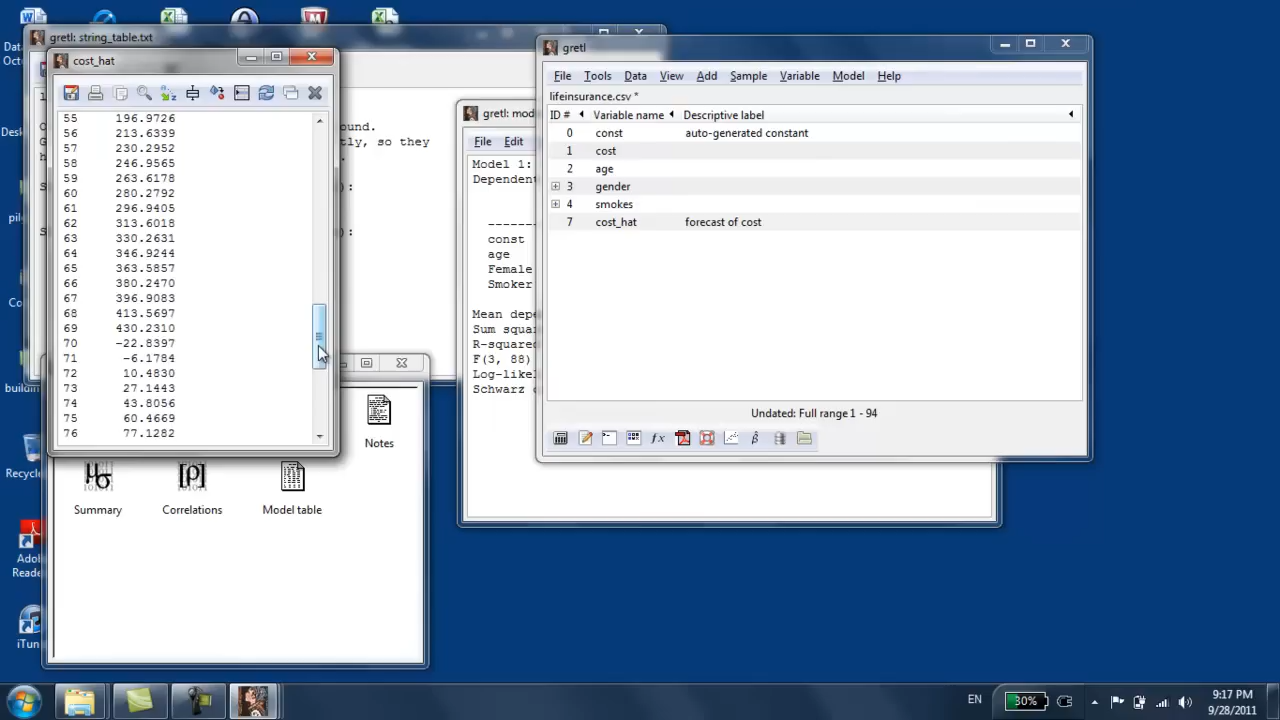 gretl: string_table.txt
cost_hat
55 196.9726
56 213.6339
57 230.2952
58 246.9565
59 263.6178
60 280.2792
61 296.9405
62 313.6018
63 330.2631
64 346.9244
65 363.5857
66 380.2470
67 396.9083
68 413.5697
69 430.2310
70 -22.8397
71 -6.1784
72 10.4830
73 27.1443
74 43.8056
75 60.4669
76 77.1282
ound.
tly, so they
):
):
Notes
Summary
Correlations
Model table
gretl: mod
File Edit
Model 1:
Dependent
const
age
Female
Smoker
Mean depe
Sum squar
R-squared
F(3, 88)
Log-likel
Schwarz c
gretl
File Tools Data View Add Sample Variable Model Help
lifeinsurance.csv *
ID # Variable name Descriptive label
0 const auto-generated constant
1 cost
2 age
3 gender
4 smokes
7 cost_hat forecast of cost
Undated: Full range 1 - 94
Recycle
Adob
Reade
iTun
EN
30%
9:17 PM
9/28/2011